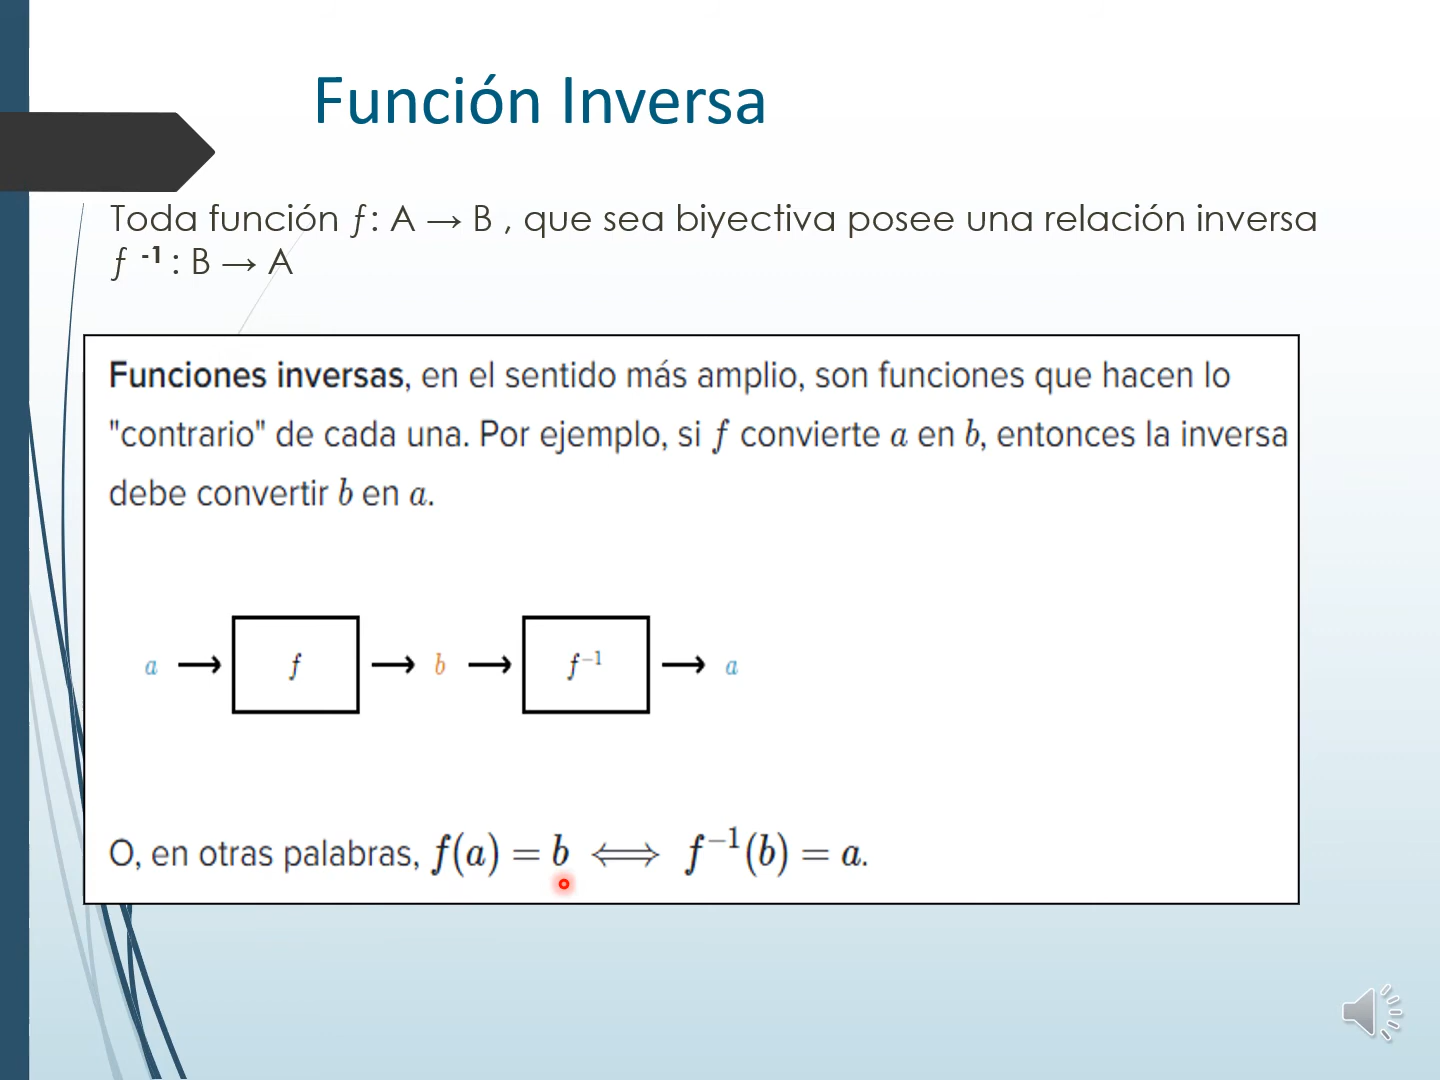 Función Inversa
Toda función ƒ: A → B , que sea biyectiva posee una relación inversa
ƒ ⁻¹ : B → A
Funciones inversas, en el sentido más amplio, son funciones que hacen lo
"contrario" de cada una. Por ejemplo, si f convierte a en b, entonces la inversa
debe convertir b en a.
a → f → b → f⁻¹ → a
O, en otras palabras, f(a) = b ⟺ f⁻¹(b) = a.